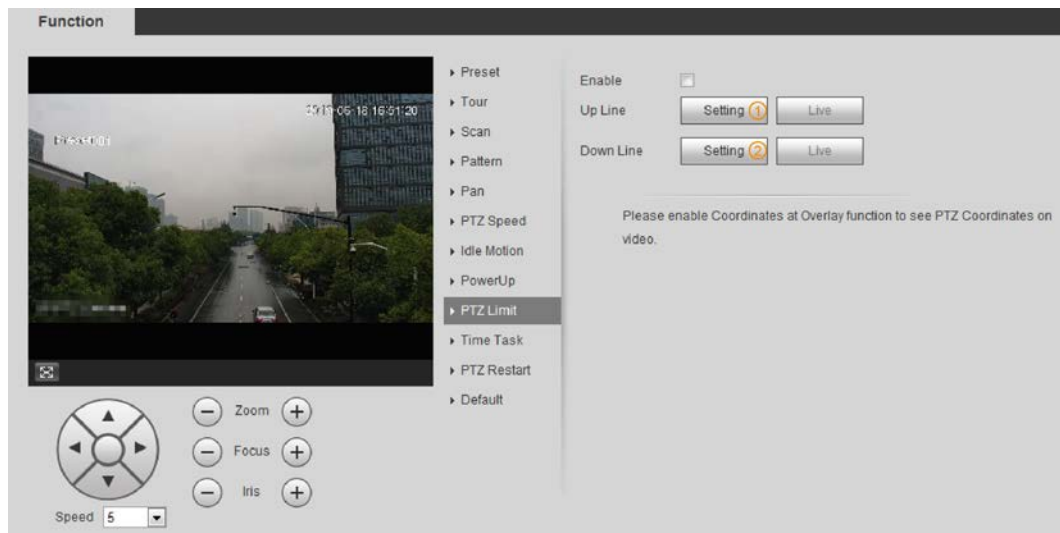 Function
Preset
Tour
Scan
Pattern
Pan
PTZ Speed
Idle Motion
PowerUp
PTZ Limit
Time Task
PTZ Restart
Default
Enable
Up Line Setting 1 Live
Down Line Setting 2 Live
Please enable Coordinates at Overlay function to see PTZ Coordinates on
video.
Zoom
Focus
Iris
Speed 5